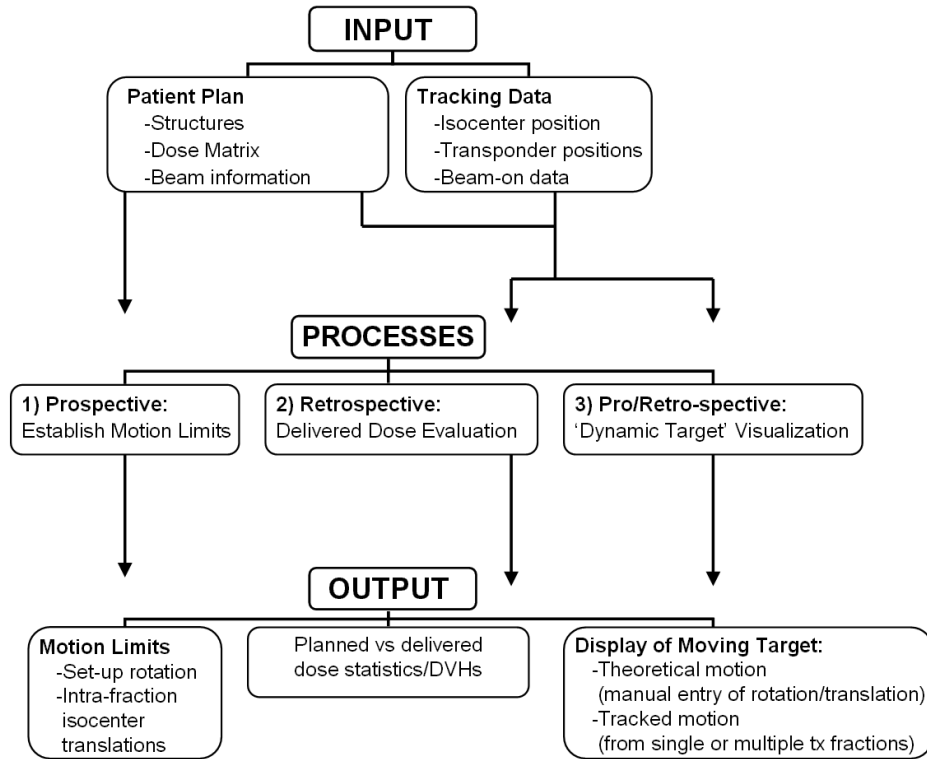 INPUT
Patient Plan
-Structures
-Dose Matrix
-Beam information
Tracking Data
-Isocenter position
-Transponder positions
-Beam-on data
PROCESSES
1) Prospective:
Establish Motion Limits
2) Retrospective:
Delivered Dose Evaluation
3) Pro/Retro-spective:
‘Dynamic Target’ Visualization
OUTPUT
Motion Limits
-Set-up rotation
-Intra-fraction
isocenter
translations
Planned vs delivered
dose statistics/DVHs
Display of Moving Target:
-Theoretical motion
(manual entry of rotation/translation)
-Tracked motion
(from single or multiple tx fractions)